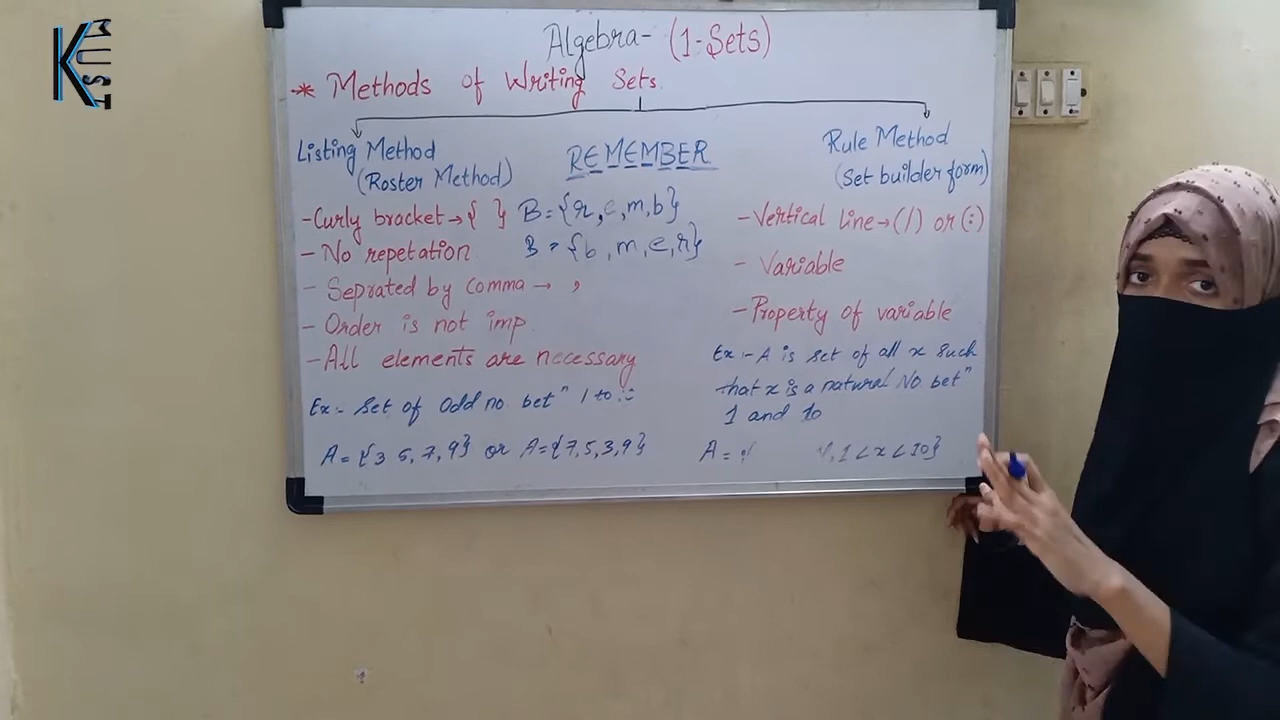 KUSH
Algebra- (1-Sets)
* Methods of Writing Sets.
Listing Method
(Roster Method)
-Curly bracket→{ }
-No repetation
- Seprated by Comma → ,
- Order is not imp.
-All elements are necessary
Ex:- Set of Odd no. betn 1 to
A = {3 5, 7, 9} or A={7,5,3,9}
REMEMBER
B={r,e,m,b}
B = {b,m,e,r}
Rule Method
(Set builder form)
-Vertical line→(/) or (:)
- Variable
-Property of variable
Ex :- A is set of all x such
that x is a natural No betn
1 and 10
A = { , 1 < x < 10}